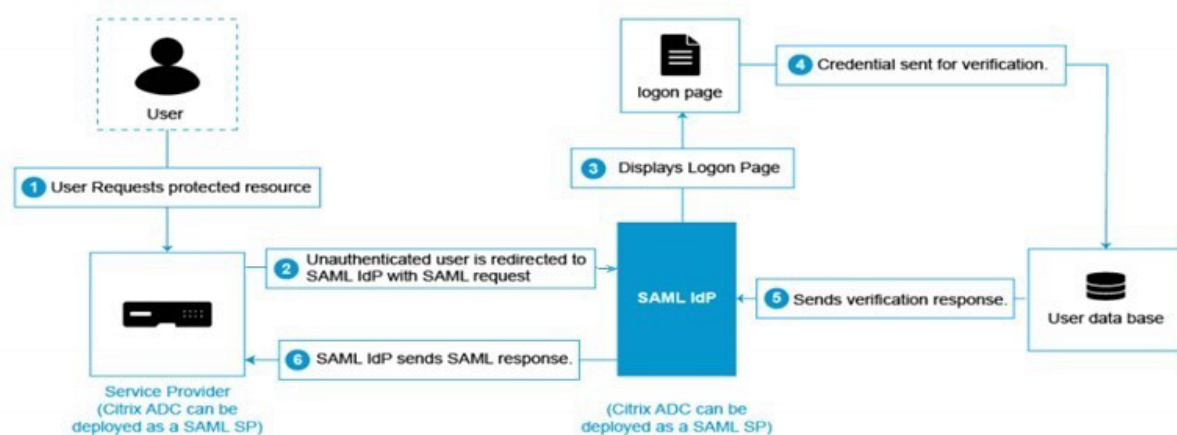 User
1 User Requests protected resource
2 Unauthenticated user is redirected to
SAML IdP with SAML request
3 Displays Logon Page
logon page
4 Credential sent for verification.
User data base
5 Sends verification response.
SAML IdP
6 SAML IdP sends SAML response.
Service Provider
(Citrix ADC can be
deployed as a SAML SP)
(Citrix ADC can be
deployed as a SAML SP)